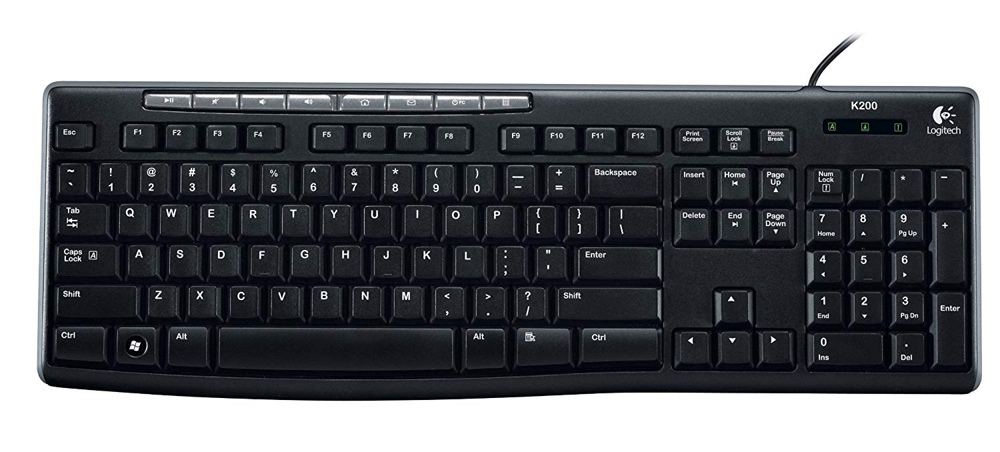 K200
Logitech
PC
A 1
Esc F1 F2 F3 F4 F5 F6 F7 F8 F9 F10 F11 F12
Print Screen
Scroll Lock
Pause Break
~ ` ! 1 @ 2 # 3 $ 4 % 5 ^ 6 & 7 * 8 ( 9 ) 0 — - + = Backspace
Insert
Home
Page Up
Num Lock 1
/ * -
Tab Q W E R T Y U I O P { [ } ] | \
Delete
End
Page Down
7 Home
8
9 Pg Up
+
Caps Lock A
A S D F G H J K L : ; " ' Enter
4 5 6
Shift Z X C V B N M < , > . ? / Shift
1 End
2
3 Pg Dn
Enter
Ctrl Alt Alt Ctrl
0 Ins
. Del